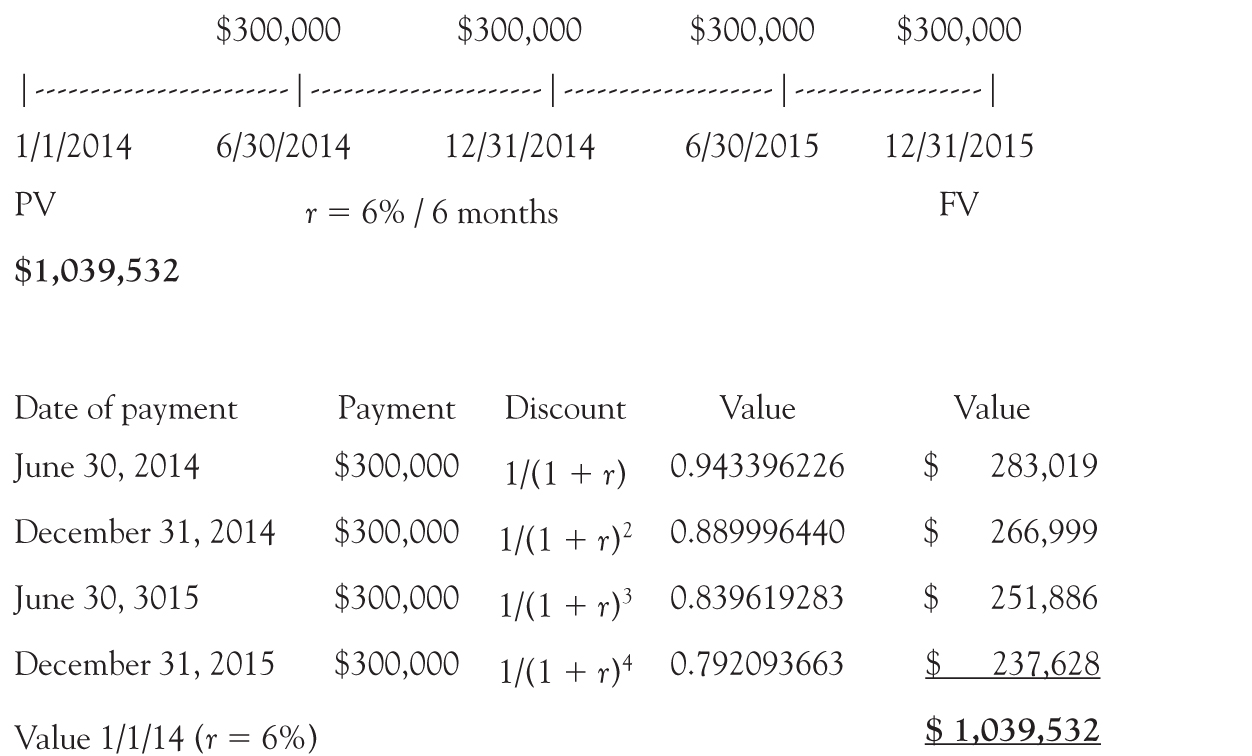 $300,000 $300,000 $300,000 $300,000
|-----------------------|---------------------|-------------------|-----------------|
1/1/2014 6/30/2014 12/31/2014 6/30/2015 12/31/2015
PV r = 6% / 6 months FV
$1,039,532
Date of payment Payment Discount Value Value
June 30, 2014 $300,000 1/(1 + r) 0.943396226 $ 283,019
December 31, 2014 $300,000 1/(1 + r)² 0.889996440 $ 266,999
June 30, 3015 $300,000 1/(1 + r)³ 0.839619283 $ 251,886
December 31, 2015 $300,000 1/(1 + r)⁴ 0.792093663 $ 237,628
Value 1/1/14 (r = 6%) $ 1,039,532